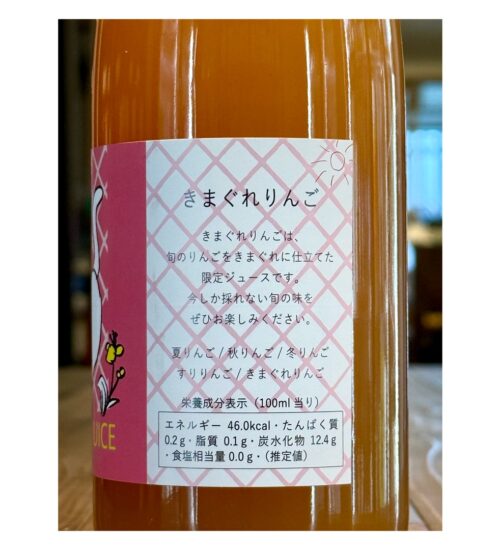 きまぐれりんご
きまぐれりんごは、
旬のりんごをきまぐれに仕立てた
限定ジュースです。
今しか採れない旬の味を
ぜひお楽しみください。
夏りんご/秋りんご/冬りんご
すりりんご/きまぐれりんご
栄養成分表示（100ml当り）
エネルギー 46.0kcal・たんぱく質
0.2g・脂質 0.1g・炭水化物 12.4g
・食塩相当量 0.0g・(推定値)
UICE